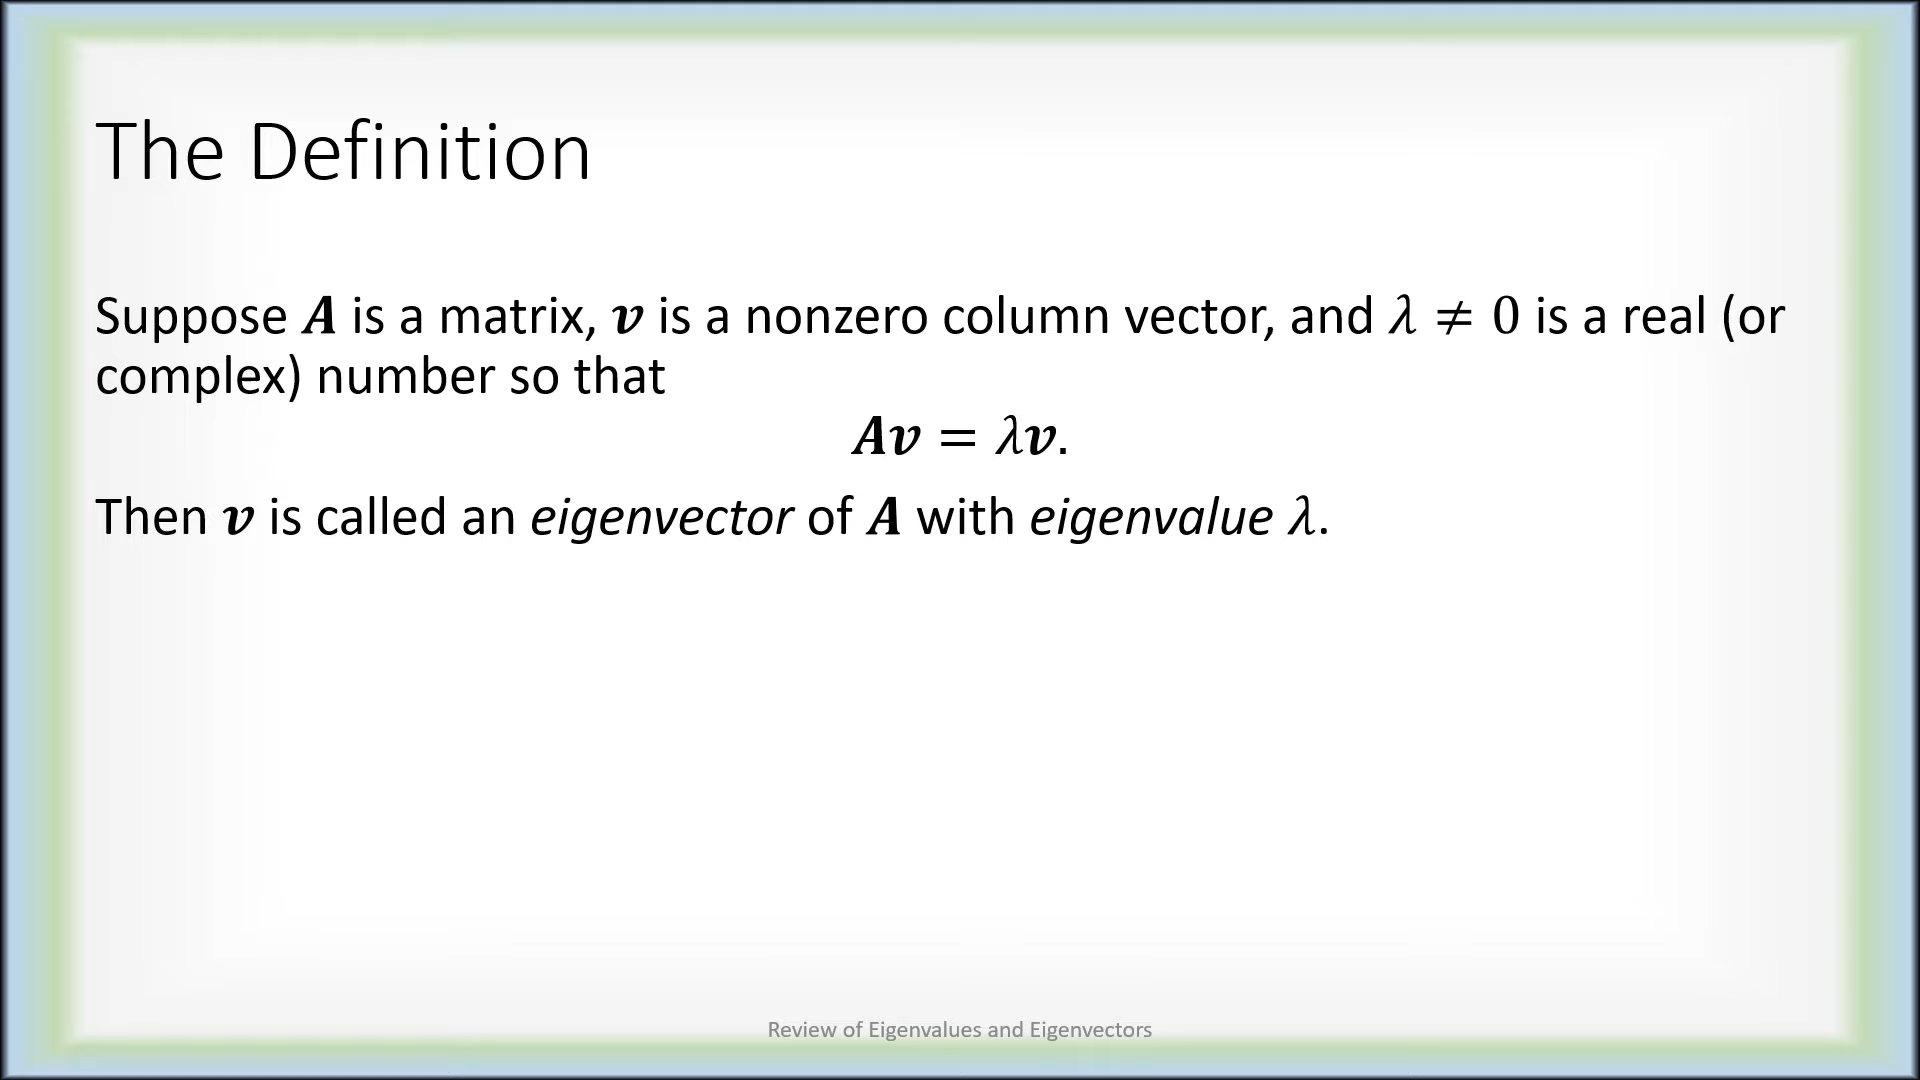 The Definition
Suppose 𝑨 is a matrix, 𝒗 is a nonzero column vector, and 𝜆 ≠ 0 is a real (or
complex) number so that
𝑨𝒗 = 𝜆𝒗.
Then 𝒗 is called an eigenvector of 𝑨 with eigenvalue 𝜆.
Review of Eigenvalues and Eigenvectors